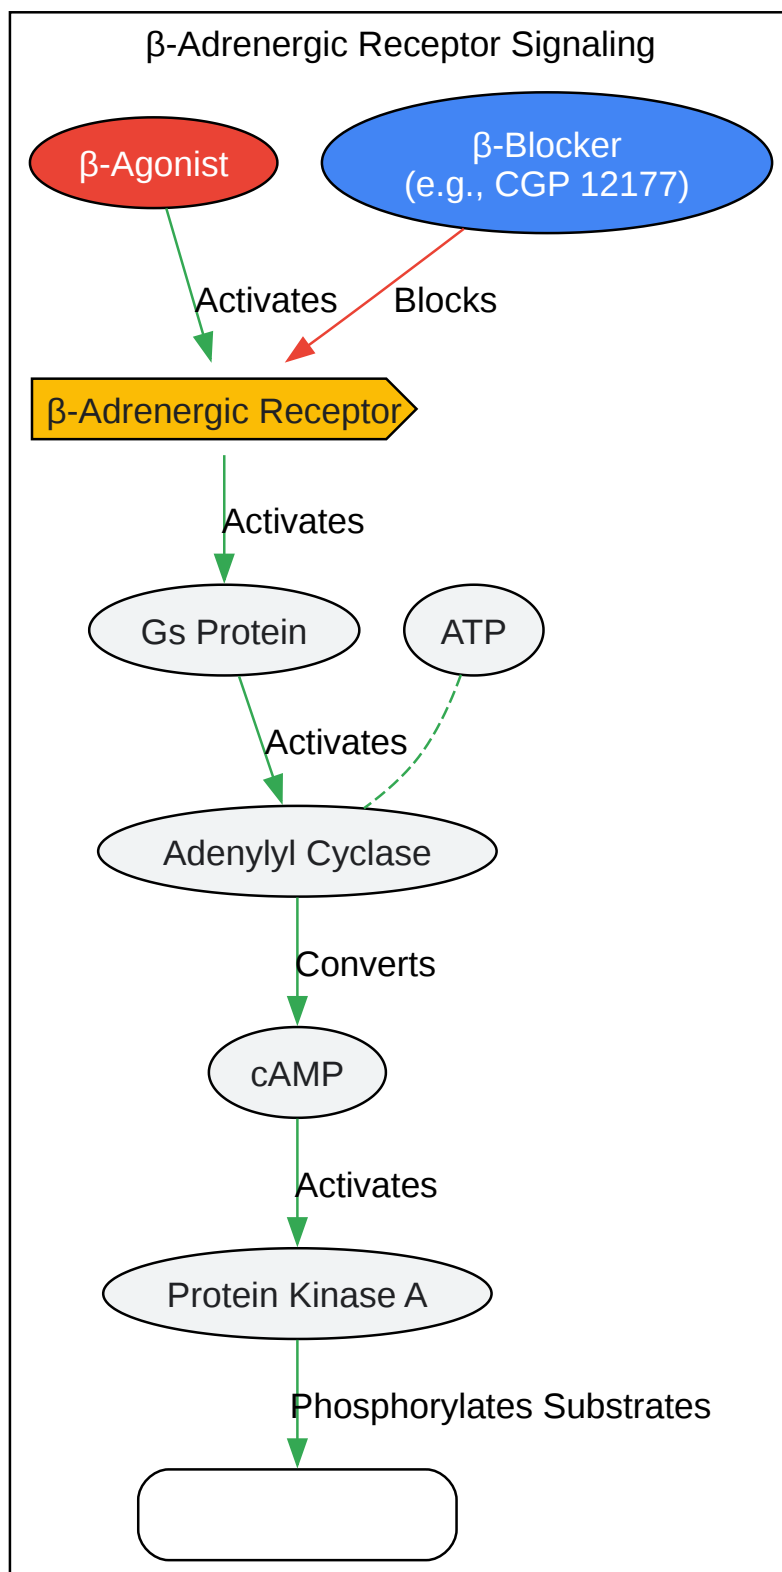 β-Adrenergic Receptor Signaling
β-Agonist
β-Blocker
(e.g., CGP 12177)
Activates
Blocks
β-Adrenergic Receptor
Activates
Gs Protein
ATP
Activates
Adenylyl Cyclase
Converts
cAMP
Activates
Protein Kinase A
Phosphorylates Substrates